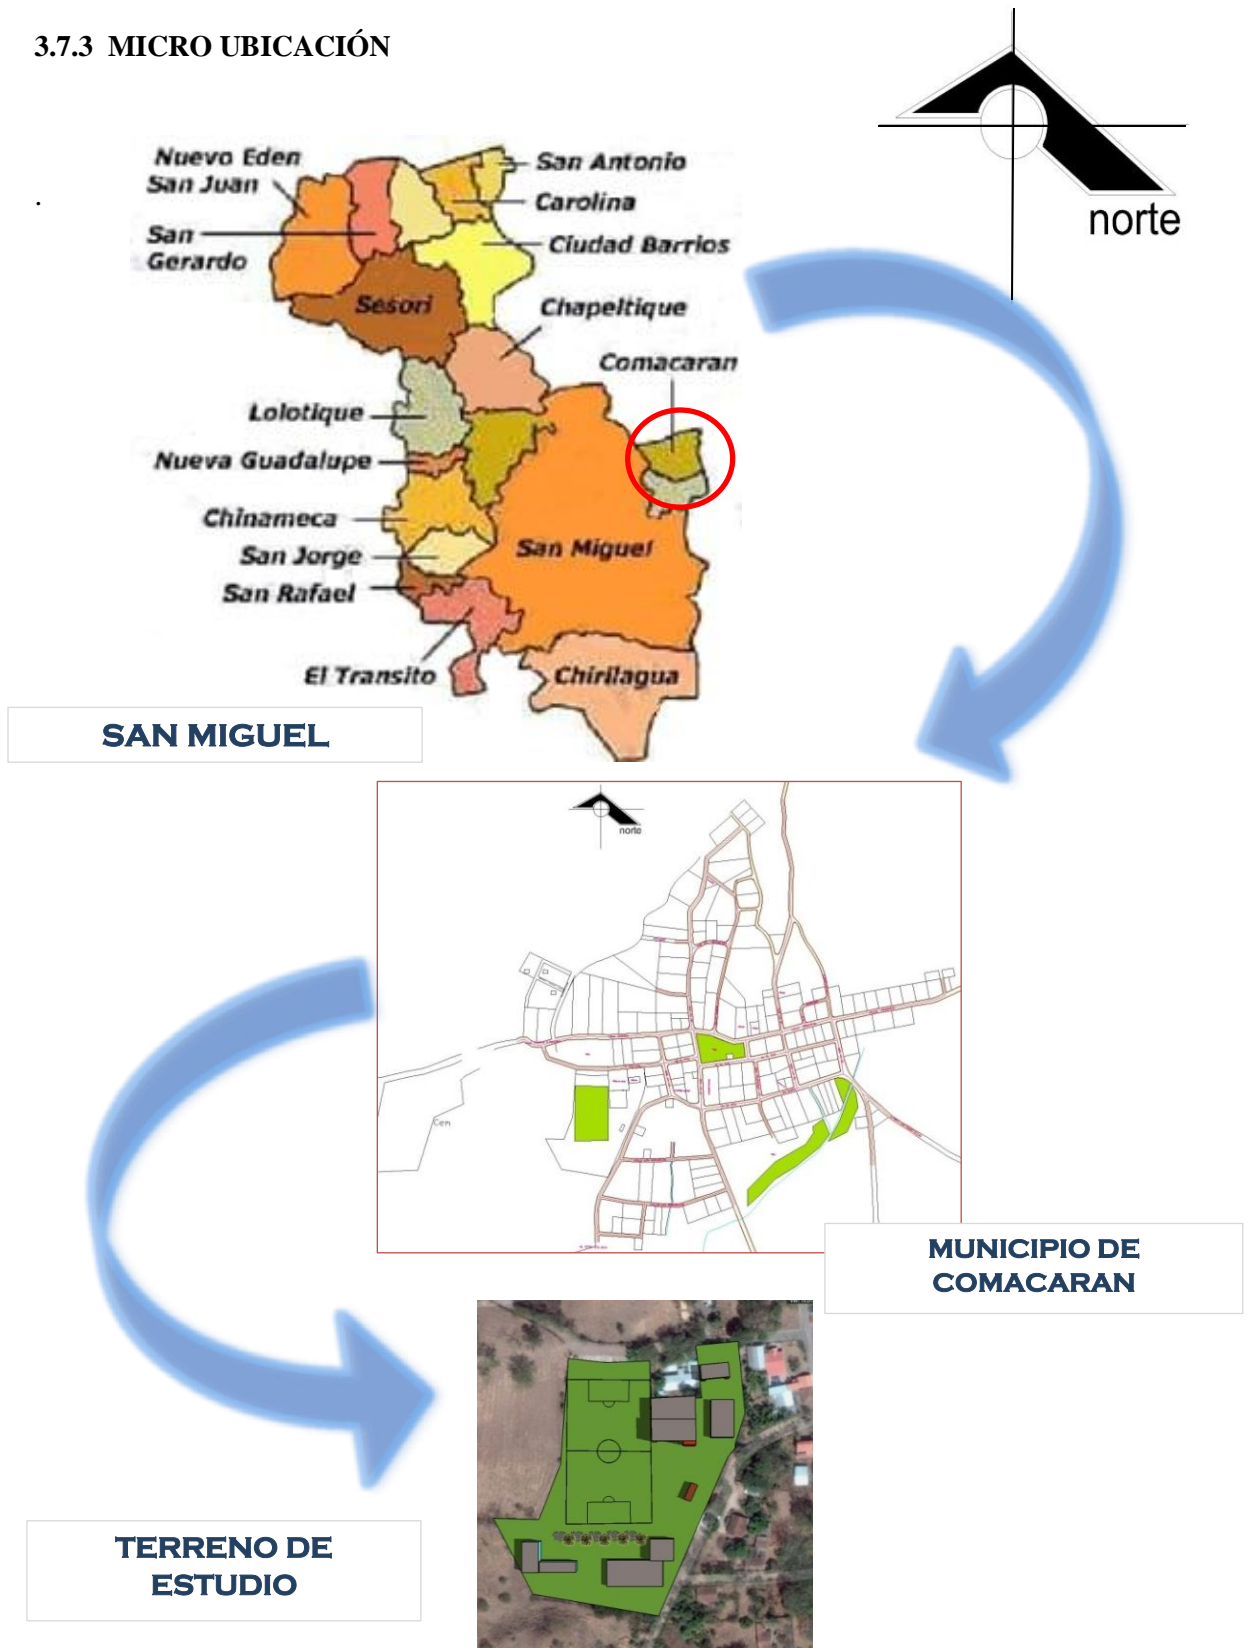 3.7.3 MICRO UBICACIÓN
norte
.
Nuevo Eden
San Juan
San Antonio
Carolina
San
Gerardo
Ciudad Barrios
Sesori
Chapeltique
Comacaran
Lolotique
Nueva Guadalupe
Chinameca
San Miguel
San Jorge
San Rafael
El Transito
Chirilagua
SAN MIGUEL
norte
Cem
MUNICIPIO DE
COMACARAN
TERRENO DE
ESTUDIO